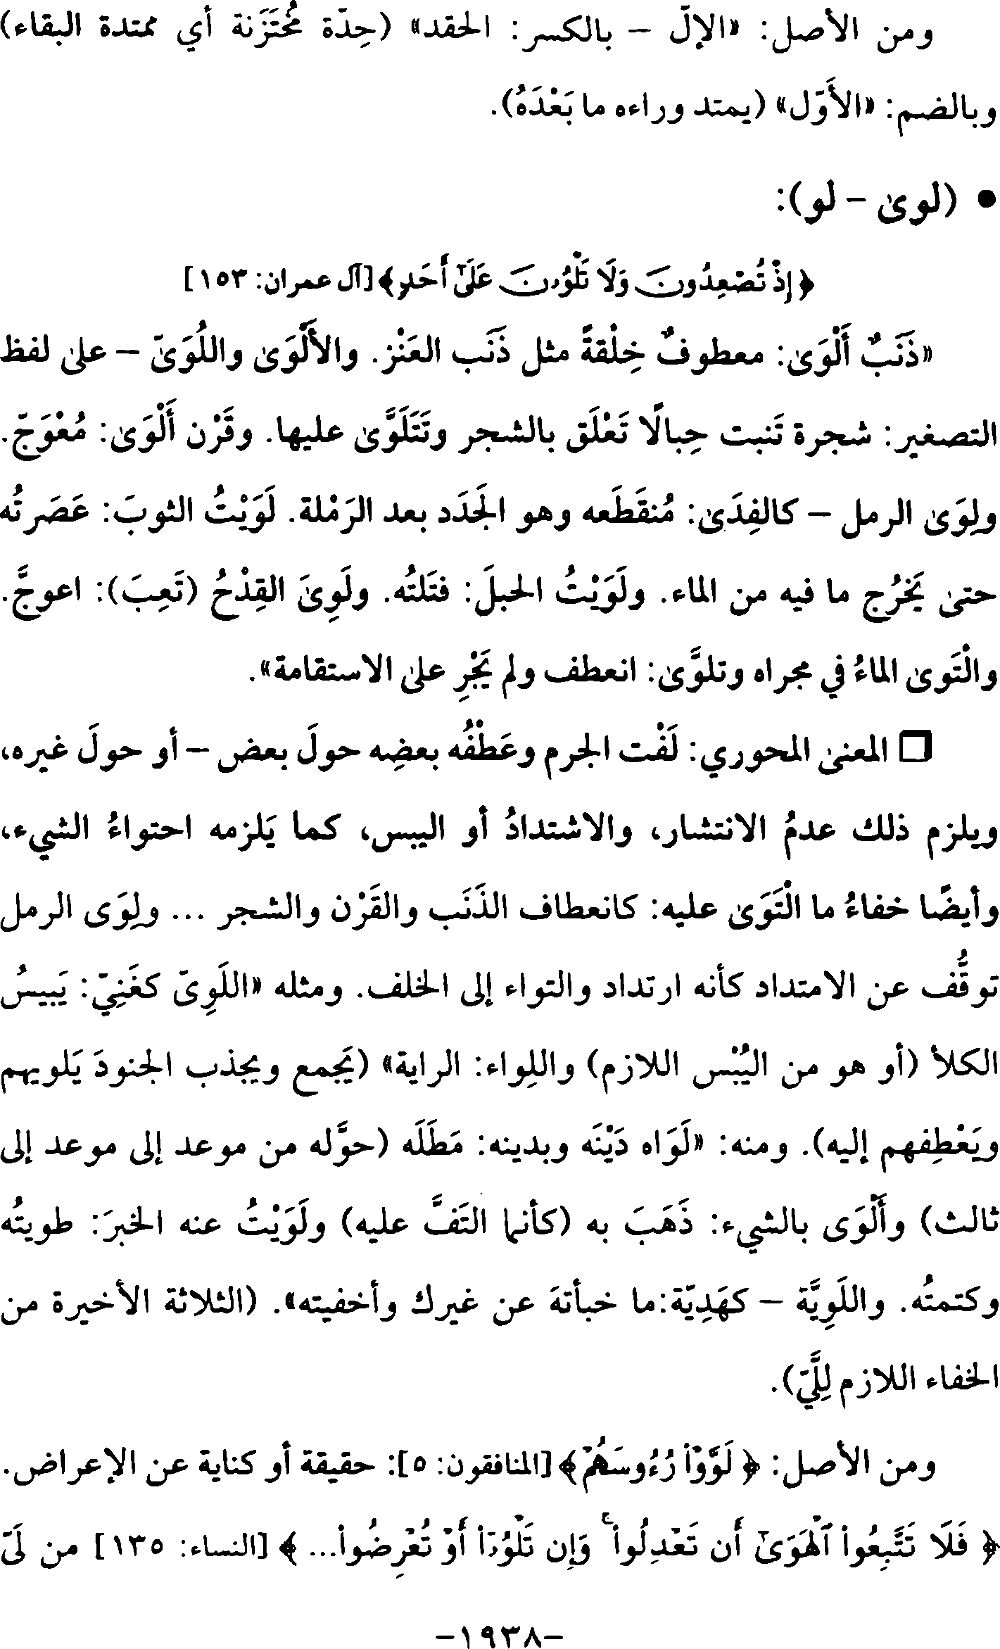 ومن الأصل: «الإلّ – بالكسر: الحقد» (حِدّة مُخْتَزَنة أي ممتدة البقاء)
وبالضم: «الأَوّل» (يمتد وراءه ما بَعْدَهُ).
• (لوىٰ – لو):
﴿إِذْ تُصْعِدُونَ وَلَا تَلْوُۥنَ عَلَىٰٓ أَحَدٍ﴾ [آل عمران: ١٥٣]
«ذَنَبٌ أَلْوَىٰ: معطوفٌ خِلْقةً مثل ذَنَب العَنْز. والأَلْوَىٰ واللُوَىّ – علىٰ لفظ
التصغير: شجرة تَنبت حِبالًا تَعْلَق بالشجر وتَتَلَوَّىٰ عليها. وقَرْن أَلْوَىٰ: مُعْوَجّ.
ولِوَىٰ الرمل – كالفِدَىٰ: مُنقَطَعه وهو الجَدَد بعد الرَمْلة. لَوَيْتُ الثوبَ: عَصَرتُه
حتىٰ يَخرُج ما فيه من الماء. ولَوَيْتُ الحبلَ: فتَلتُه. ولَوِىَ القِدْحُ (تَعِبَ): اعوجَّ.
والْتَوىٰ الماءُ في مجراه وتلوَّىٰ: انعطف ولم يَجْرِ علىٰ الاستقامة».
❒ المعنىٰ المحوري: لَفْت الجرم وعَطْفُه بعضِه حولَ بعض – أو حولَ غيره،
ويلزم ذلك عدمُ الانتشار، والاشتدادُ أو اليبس، كما يَلزمه احتواءُ الشيء،
وأيضًا خفاءُ ما الْتَوَىٰ عليه: كانعطاف الذَنَب والقَرْن والشجر ... ولِوَى الرمل
توقُّف عن الامتداد كأنه ارتداد والتواء إلى الخلف. ومثله «اللَوِىّ كغَنِيّ: يَبيسُ
الكلأ (أو هو من اليُبْس اللازم) واللِواء: الراية» (يَجمع ويجذب الجنودَ يَلويهم
ويَعْطِفهم إليه). ومنه: «لَوَاه دَيْنَه وبدينه: مَطَلَه (حوَّله من موعد إلى موعد إلى
ثالث) وأَلْوَى بالشيء: ذَهَبَ به (كأنما التَفَّ عليه) ولَوَيْتُ عنه الخبرَ: طويتُه
وكتمتُه. واللَوِيَّة – كهَدِيّة:ما خبأتهَ عن غيرك وأخفيته». (الثلاثة الأخيرة من
الخفاء اللازم لِلَّيّ).
ومن الأصل: ﴿ لَوَّوْاْ رُءُوسَهُمْ﴾ [المنافقون: ٥]: حقيقة أو كناية عن الإعراض.
﴿ فَلَا تَتَّبِعُواْ ٱلْهَوَىٰٓ أَن تَعْدِلُواْۚ وَإِن تَلْوُۥٓاْ أَوْ تُعْرِضُواْ... ﴾ [النساء: ١٣٥] من لَىّ
-١٩٣٨-